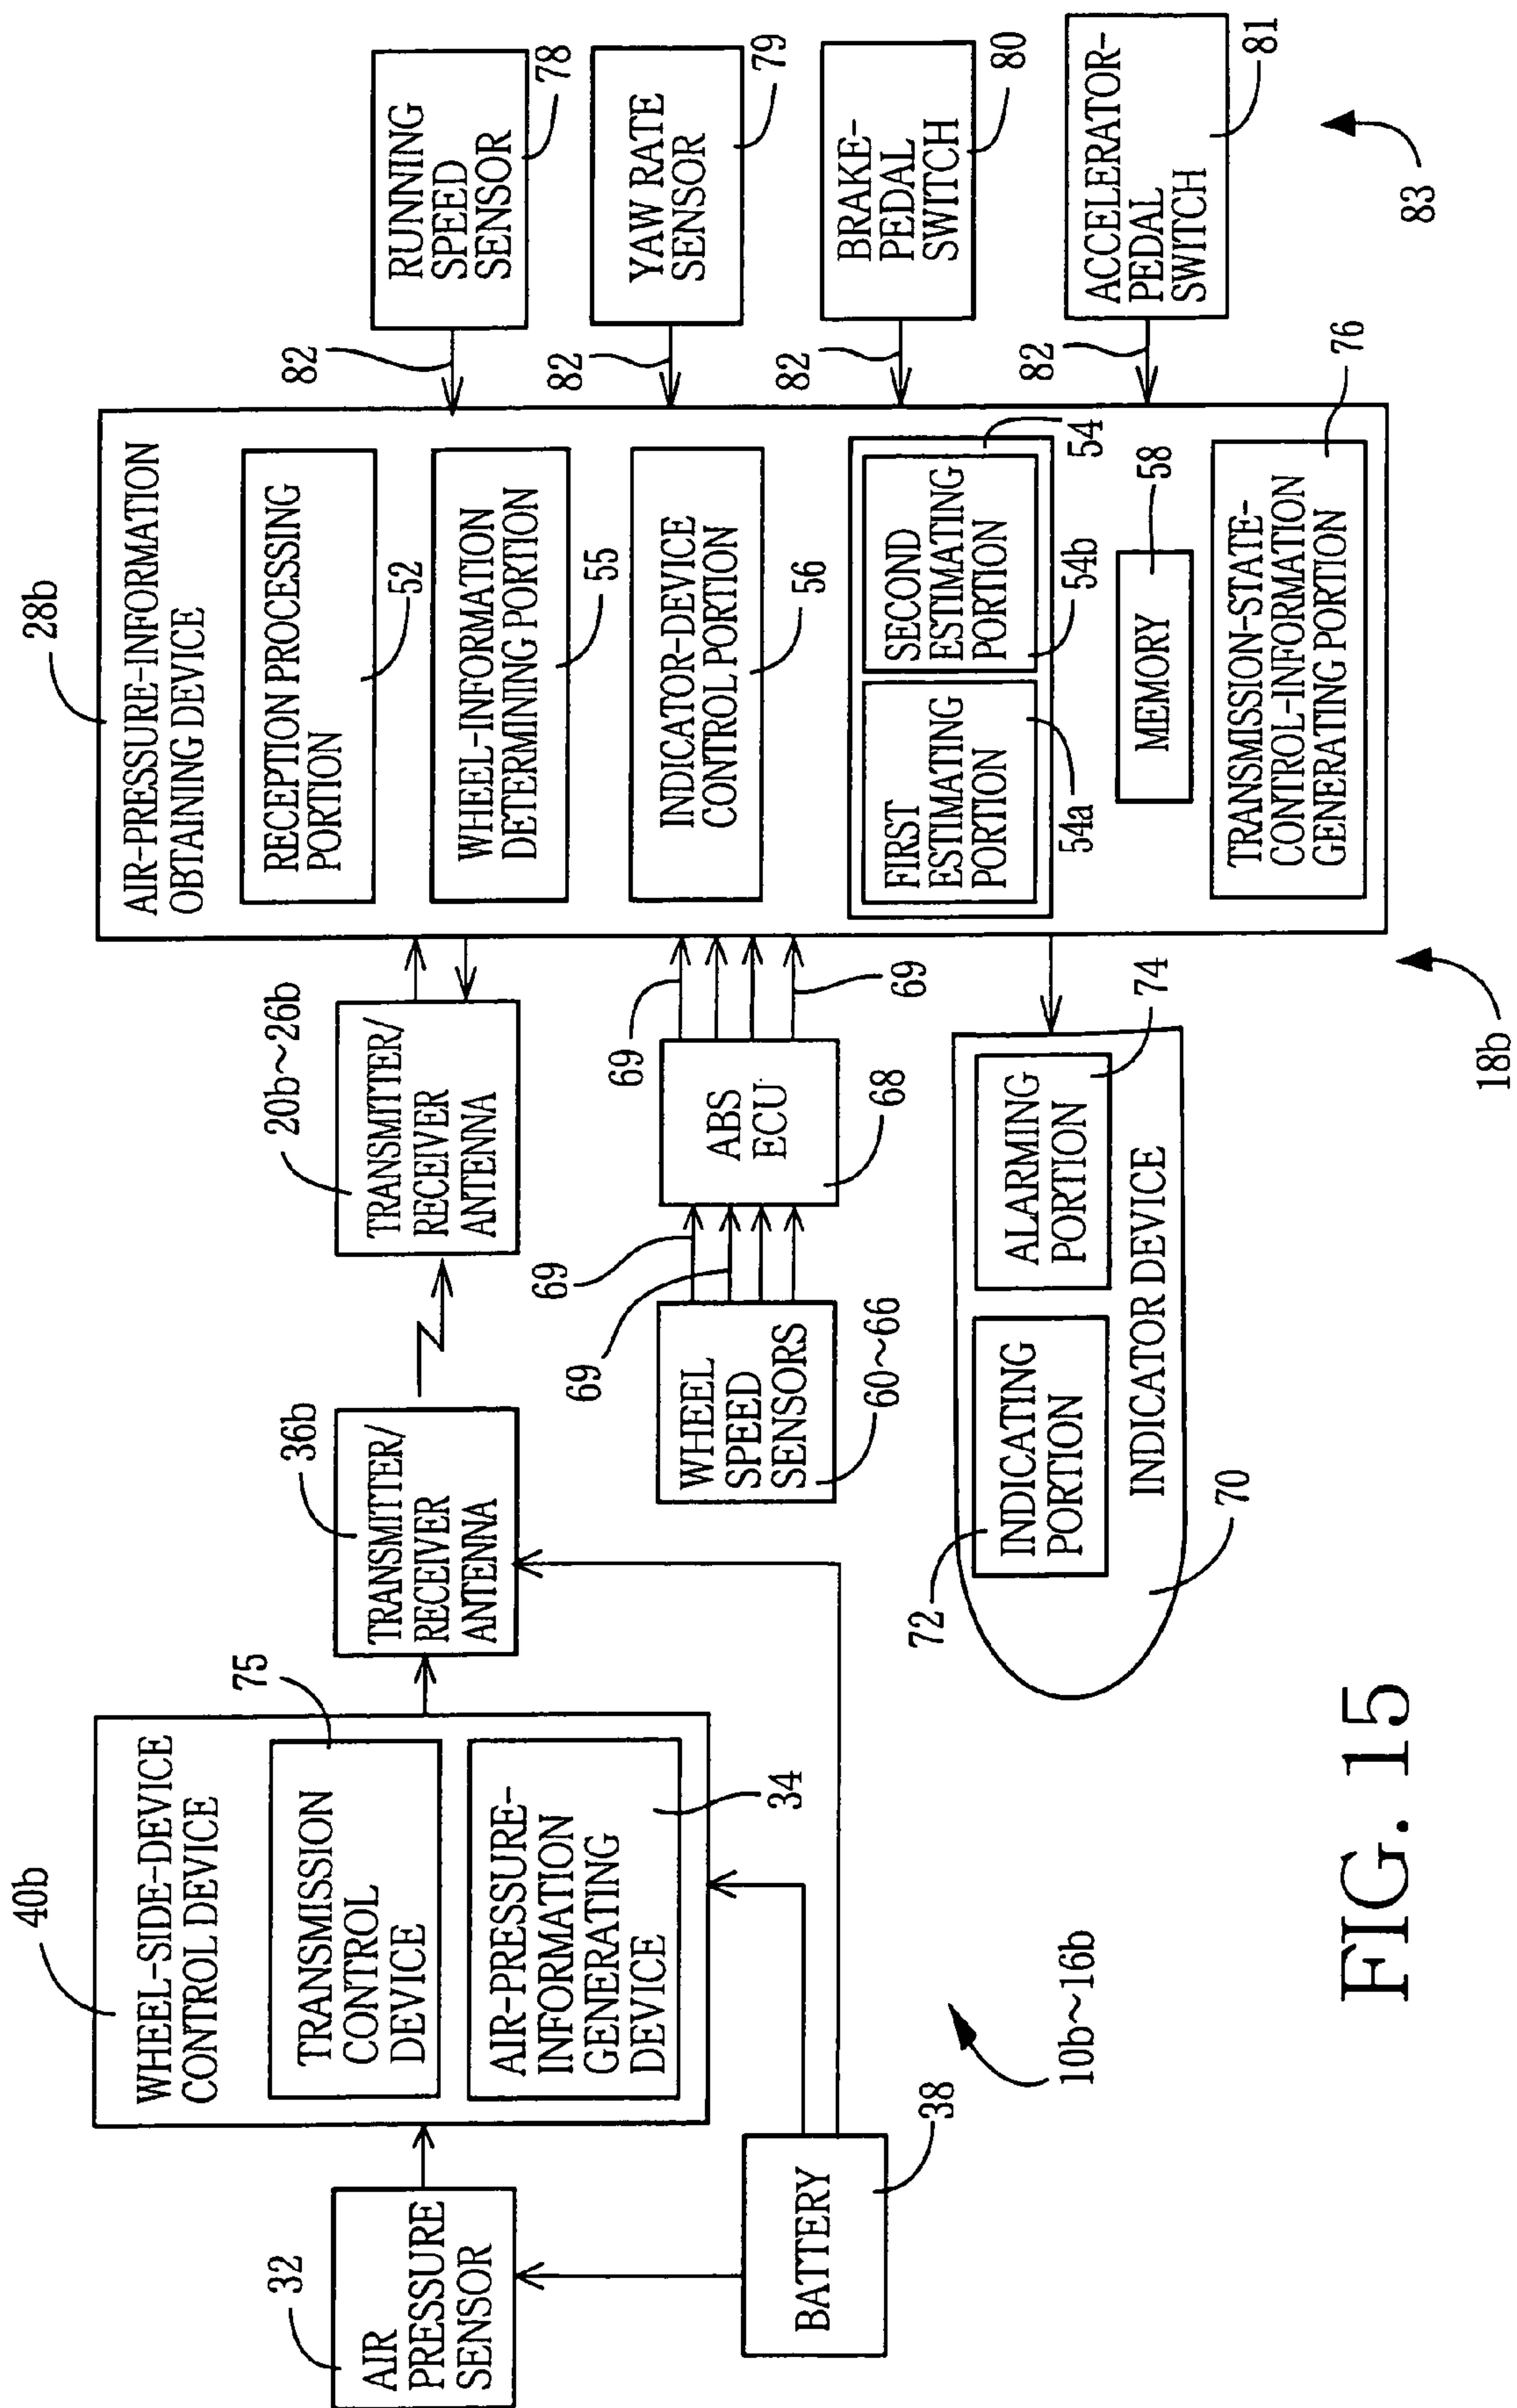 40b
WHEEL-SIDE-DEVICE
CONTROL DEVICE
75
TRANSMISSION
CONTROL
DEVICE
AIR-PRESSURE-
INFORMATION
GENERATING
DEVICE
34
32
AIR
PRESSURE
SENSOR
BATTERY
38
10b~16b
36b
TRANSMITTER/
RECEIVER
ANTENNA
20b~26b
TRANSMITTER/
RECEIVER
ANTENNA
69
69
WHEEL
SPEED
SENSORS
60~66
69
69
ABS
ECU
68
72
INDICATING
PORTION
ALARMING
PORTION
74
INDICATOR DEVICE
70
28b
AIR-PRESSURE-INFORMATION
OBTAINING DEVICE
RECEPTION PROCESSING
PORTION
52
WHEEL-INFORMATION
DETERMINING PORTION
55
INDICATOR-DEVICE
CONTROL PORTION
56
FIRST
ESTIMATING
PORTION
54a
SECOND
ESTIMATING
PORTION
54b
54
MEMORY
58
TRANSMISSION-STATE-
CONTROL-INFORMATION
GENERATING PORTION
76
18b
82
RUNNING
SPEED
SENSOR
78
82
YAW RATE
SENSOR
79
82
BRAKE-
PEDAL
SWITCH
80
82
ACCELERATOR-
PEDAL
SWITCH
81
83
FIG. 15